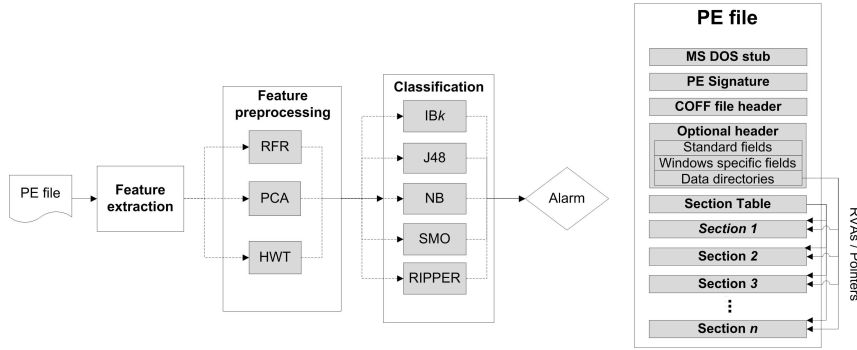 PE file
Feature
extraction
Feature
preprocessing
RFR
PCA
HWT
Classification
IBk
J48
NB
SMO
RIPPER
Alarm
PE file
MS DOS stub
PE Signature
COFF file header
Optional header
Standard fields
Windows specific fields
Data directories
Section Table
Section 1
Section 2
Section 3
Section n
RVAs / Pointers